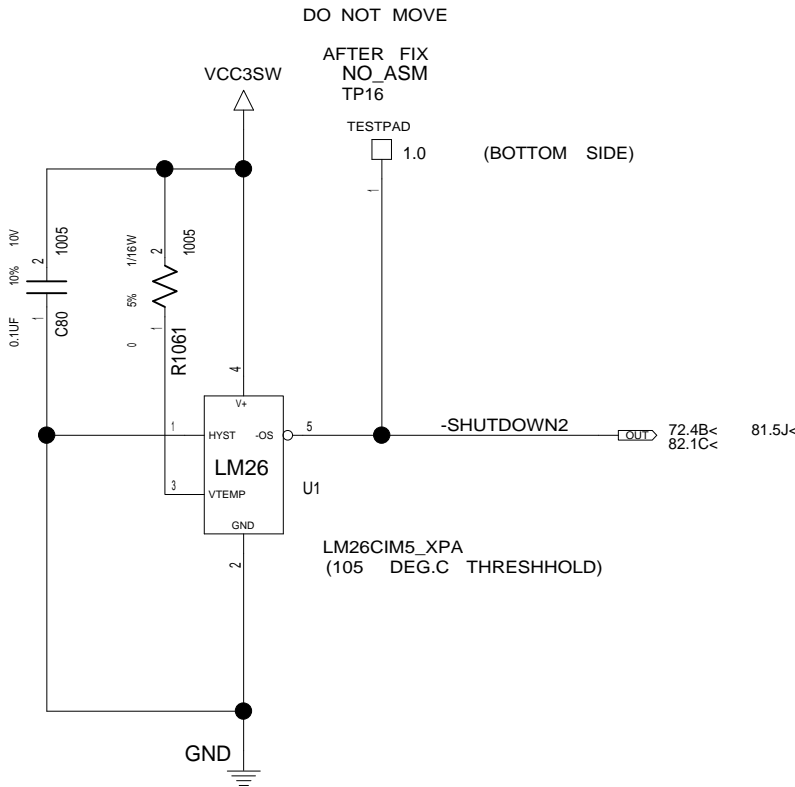 DO NOT MOVE
AFTER FIX
NO_ASM
TP16
VCC3SW
TESTPAD
1.0 (BOTTOM SIDE)
1
0.1UF 10% 10V
1 2
C80 1005
0 5% 1/16W
1 2
R1061 1005
4
V+
1 HYST -OS 5
-SHUTDOWN2
OUT
72.4B< 81.5J<
82.1C<
LM26
3 VTEMP
U1
GND
2
LM26CIM5_XPA
(105 DEG.C THRESHHOLD)
GND